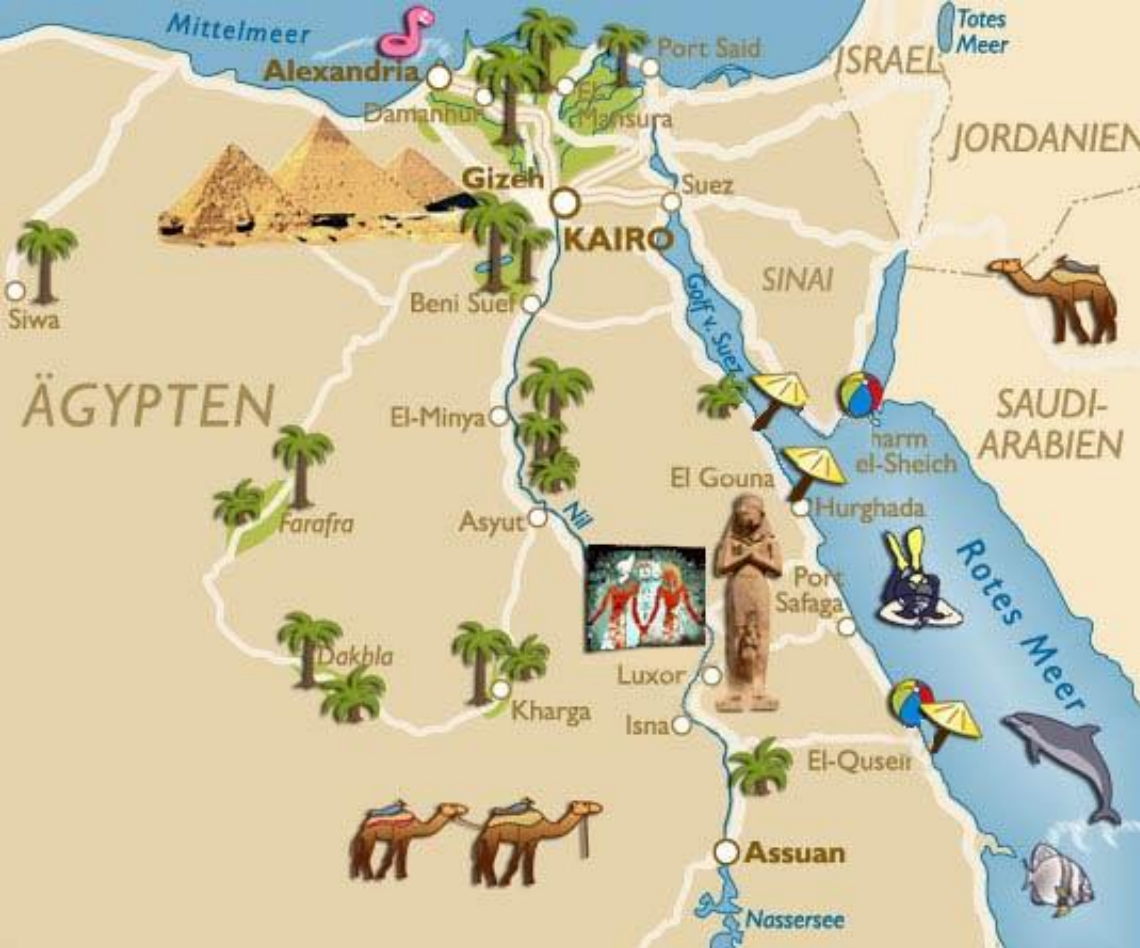 Mittelmeer
Totes
Meer
Alexandria
Port Said
ISRAEL
Damanhur
El
Mansura
JORDANIEN
Gizeh
Suez
KAIRO
SINAI
Siwa
Beni Suef
Golf v. Suez
ÄGYPTEN
El-Minya
SAUDI-
ARABIEN
harm
el-Sheich
El Gouna
Hurghada
Farafra
Asyut
Nil
Rotes Meer
Port
Safaga
Dakhla
Luxor
Kharga
Isna
El-Quseir
Assuan
Nassersee